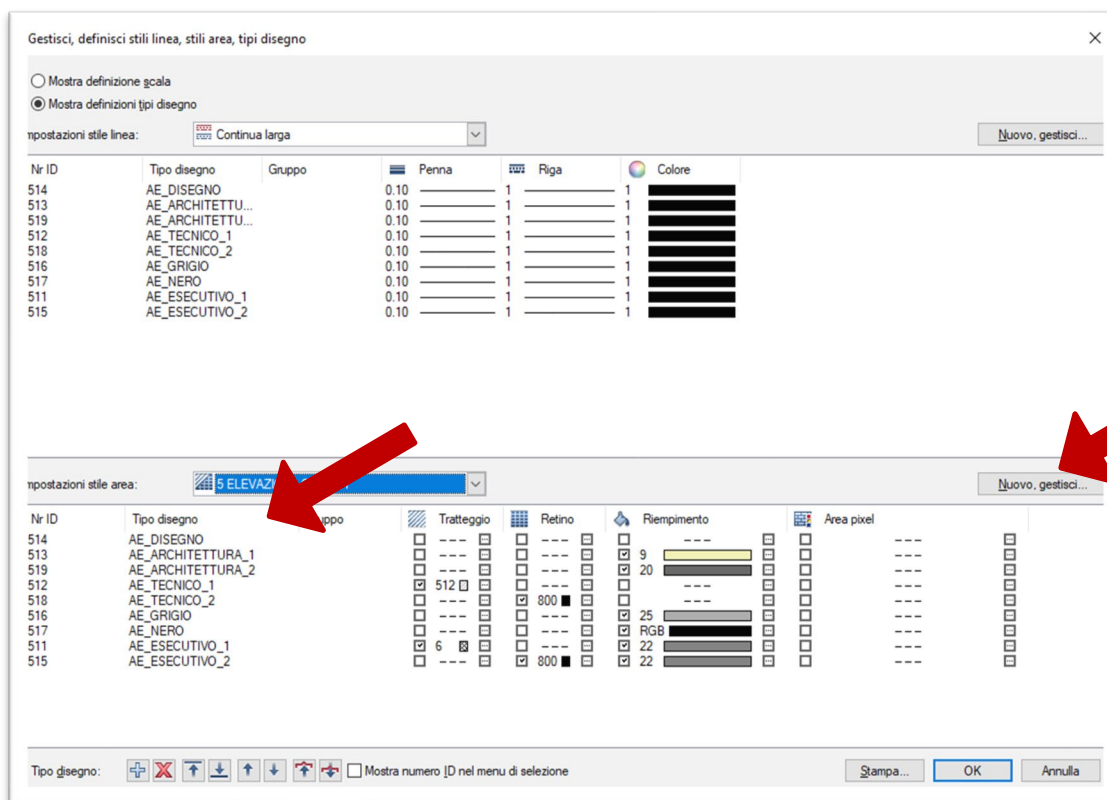 Gestisci, definisci stili linea, stili area, tipi disegno
Mostra definizione scala
Mostra definizioni tipi disegno
mpostazioni stile linea: Continua larga Nuovo, gestisci...
Nr ID Tipo disegno Gruppo Penna Riga Colore
514 AE_DISEGNO 0.10 1 1
513 AE_ARCHITETTU... 0.10 1 1
519 AE_ARCHITETTU... 0.10 1 1
512 AE_TECNICO_1 0.10 1 1
518 AE_TECNICO_2 0.10 1 1
516 AE_GRIGIO 0.10 1 1
517 AE_NERO 0.10 1 1
511 AE_ESECUTIVO_1 0.10 1 1
515 AE_ESECUTIVO_2 0.10 1 1
mpostazioni stile area: 5 ELEVAZI Nuovo, gestisci...
Nr ID Tipo disegno uppo Tratteggio Retino Riempimento Area pixel
514 AE_DISEGNO --- --- --- ---
513 AE_ARCHITETTURA_1 --- --- 9 ---
519 AE_ARCHITETTURA_2 --- --- 20 ---
512 AE_TECNICO_1 512 --- --- ---
518 AE_TECNICO_2 --- 800 --- ---
516 AE_GRIGIO --- --- 25 ---
517 AE_NERO --- --- RGB ---
511 AE_ESECUTIVO_1 6 --- 22 ---
515 AE_ESECUTIVO_2 --- 800 22 ---
Tipo disegno: Mostra numero ID nel menu di selezione Stampa... OK Annulla